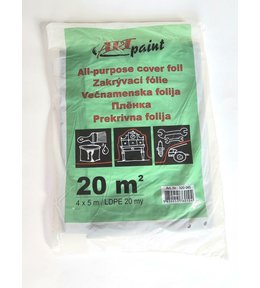 ART paint
All-purpose cover foil
Zakrývací fólie
Večnamenska folija
Плёнка
Prekrivna folija
20 m²
4 x 5 m / LDPE 20 my